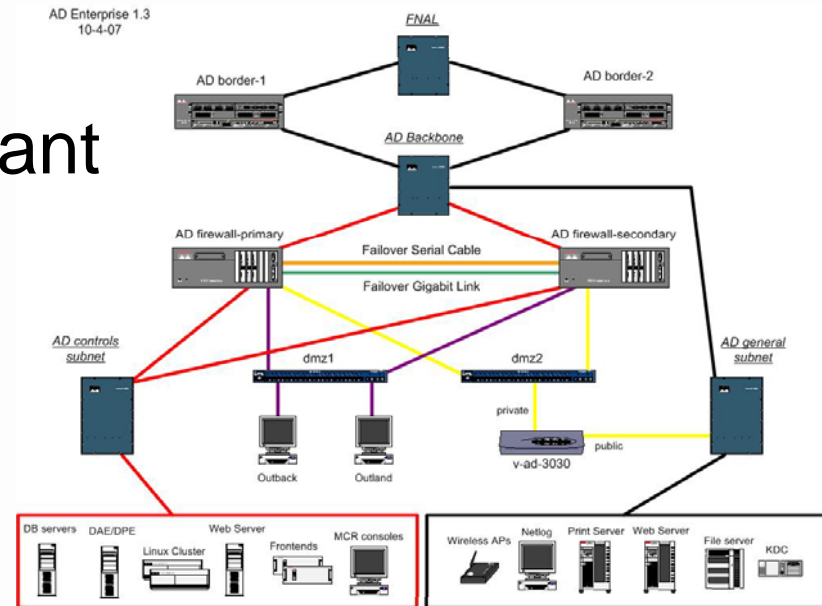 AD Enterprise 1.3
10-4-07
FNAL
AD border-1
AD border-2
ant
AD Backbone
AD firewall-primary
AD firewall-secondary
Failover Serial Cable
Failover Gigabit Link
AD controls
subnet
dmz1
dmz2
AD general
subnet
private
public
v-ad-3030
Outback
Outland
DB servers
DAE/DPE
Linux Cluster
Web Server
Frontends
MCR consoles
Wireless APs
Netlog
Print Server
Web Server
File server
KDC